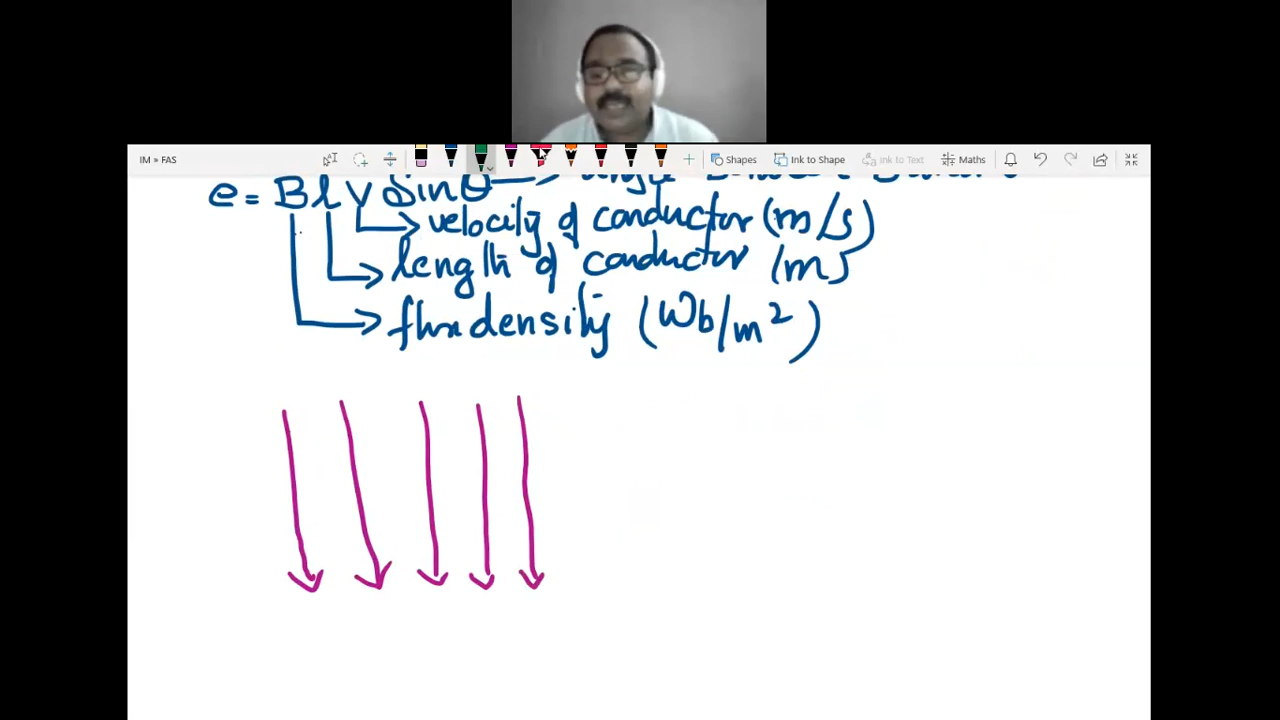 IM » FAS
Shapes
Ink to Shape
Ink to Text
Maths
e = Blv Sinθ → angle
→ velocity of conductor (m/s)
→ length of conductor (m)
→ flux density (Wb/m²)